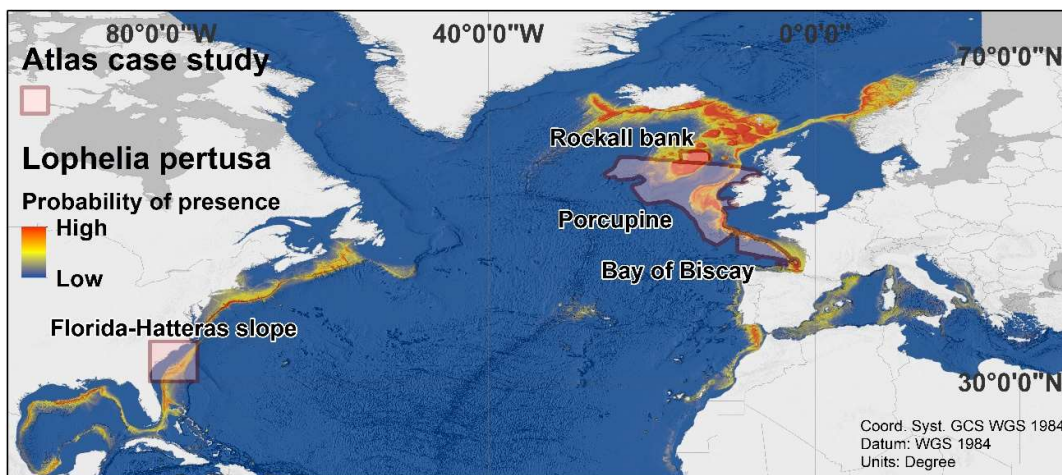 80°0'0"W
40°0'0"W
0°0'0"
70°0'0"N
Atlas case study
Lophelia pertusa
Probability of presence
High
Low
Rockall bank
Porcupine
Bay of Biscay
Florida-Hatteras slope
30°0'0"N
Coord. Syst. GCS WGS 1984
Datum: WGS 1984
Units: Degree